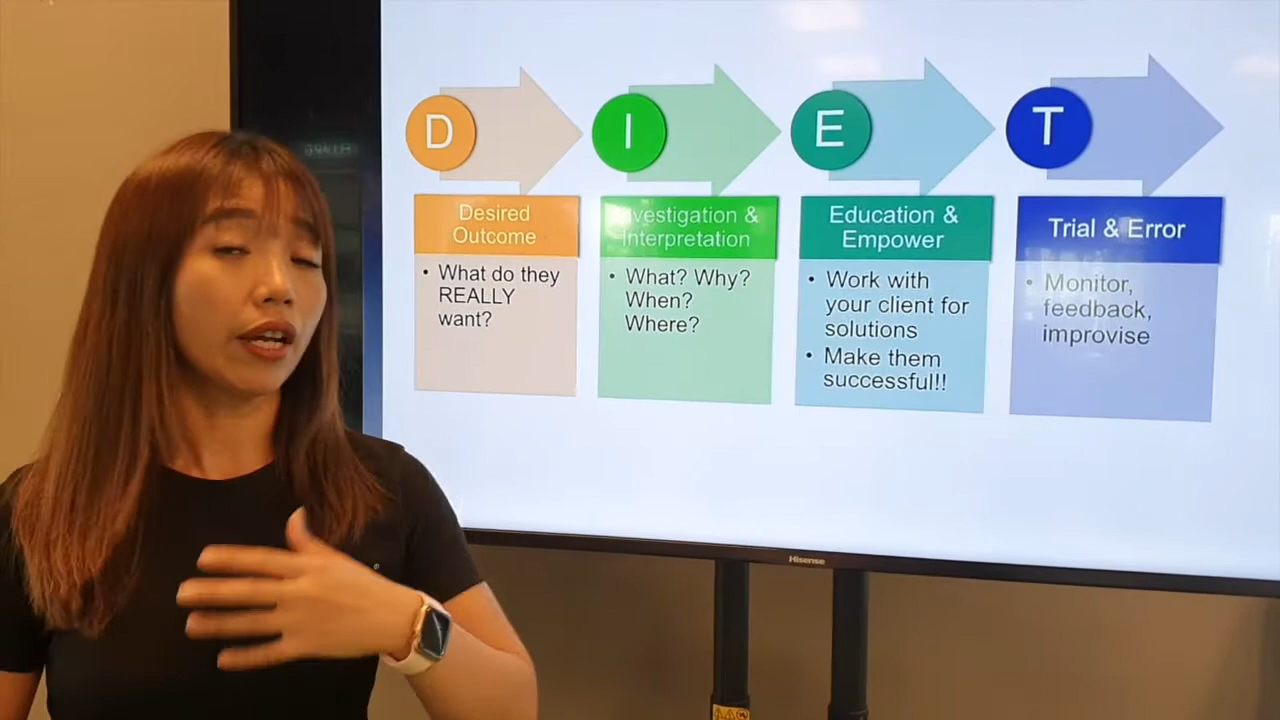 D
I
E
T
Desired
Outcome
• What do they
REALLY
want?
Investigation &
Interpretation
• What? Why?
When?
Where?
Education &
Empower
• Work with
your client for
solutions
• Make them
successful!!
Trial & Error
• Monitor,
feedback,
improvise
Hisense